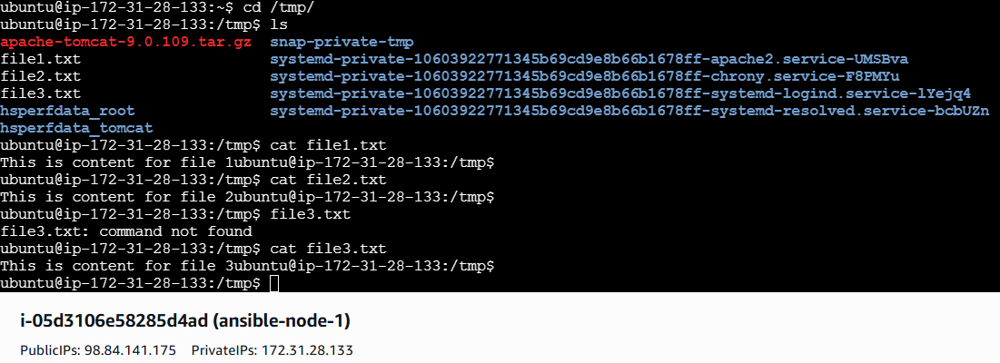 ubuntu@ip-172-31-28-133:~$ cd /tmp/
ubuntu@ip-172-31-28-133:/tmp$ ls
apache-tomcat-9.0.109.tar.gz  snap-private-tmp
file1.txt                     systemd-private-10603922771345b69cd9e8b66b1678ff-apache2.service-UMSBva
file2.txt                     systemd-private-10603922771345b69cd9e8b66b1678ff-chrony.service-F8PMYu
file3.txt                     systemd-private-10603922771345b69cd9e8b66b1678ff-systemd-logind.service-lYejq4
hsperfdata_root               systemd-private-10603922771345b69cd9e8b66b1678ff-systemd-resolved.service-bcbUZn
hsperfdata_tomcat
ubuntu@ip-172-31-28-133:/tmp$ cat file1.txt
This is content for file 1ubuntu@ip-172-31-28-133:/tmp$
ubuntu@ip-172-31-28-133:/tmp$ cat file2.txt
This is content for file 2ubuntu@ip-172-31-28-133:/tmp$
ubuntu@ip-172-31-28-133:/tmp$ file3.txt
file3.txt: command not found
ubuntu@ip-172-31-28-133:/tmp$ cat file3.txt
This is content for file 3ubuntu@ip-172-31-28-133:/tmp$
ubuntu@ip-172-31-28-133:/tmp$
i-05d3106e58285d4ad (ansible-node-1)
PublicIPs: 98.84.141.175 PrivateIPs: 172.31.28.133